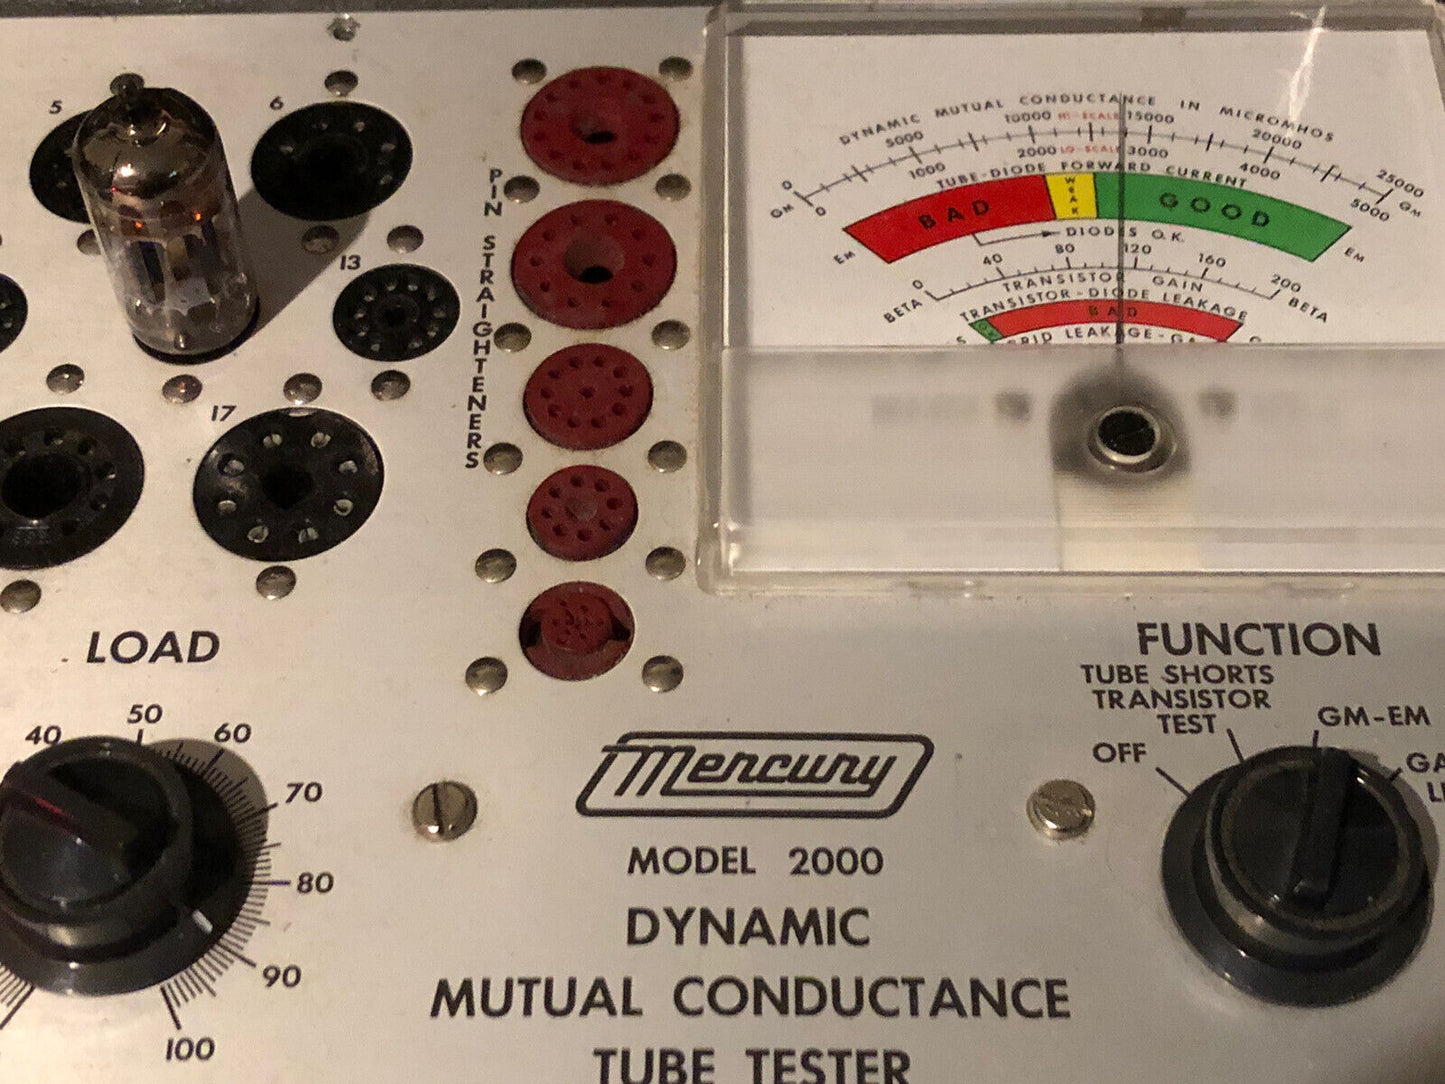 5
6
13
17
PIN STRAIGHTENERS
DYNAMIC MUTUAL CONDUCTANCE IN MICROMHOS
0 5000 10000 HI-SCALE 15000 20000 25000
GM 0 1000 2000 LO-SCALE 3000 4000 5000 GM
TUBE-DIODE FORWARD CURRENT
EM BAD WEAK GOOD EM
DIODES O.K.
0 40 80 120 160 200
BETA TRANSISTOR GAIN BETA
TRANSISTOR-DIODE LEAKAGE
BAD
GRID LEAKAGE-GA
LOAD
40 50 60 70 80 90 100
FUNCTION
OFF
TUBE SHORTS
TRANSISTOR
TEST
GM-EM
GA
Mercury
MODEL 2000
DYNAMIC
MUTUAL CONDUCTANCE
TUBE TESTER